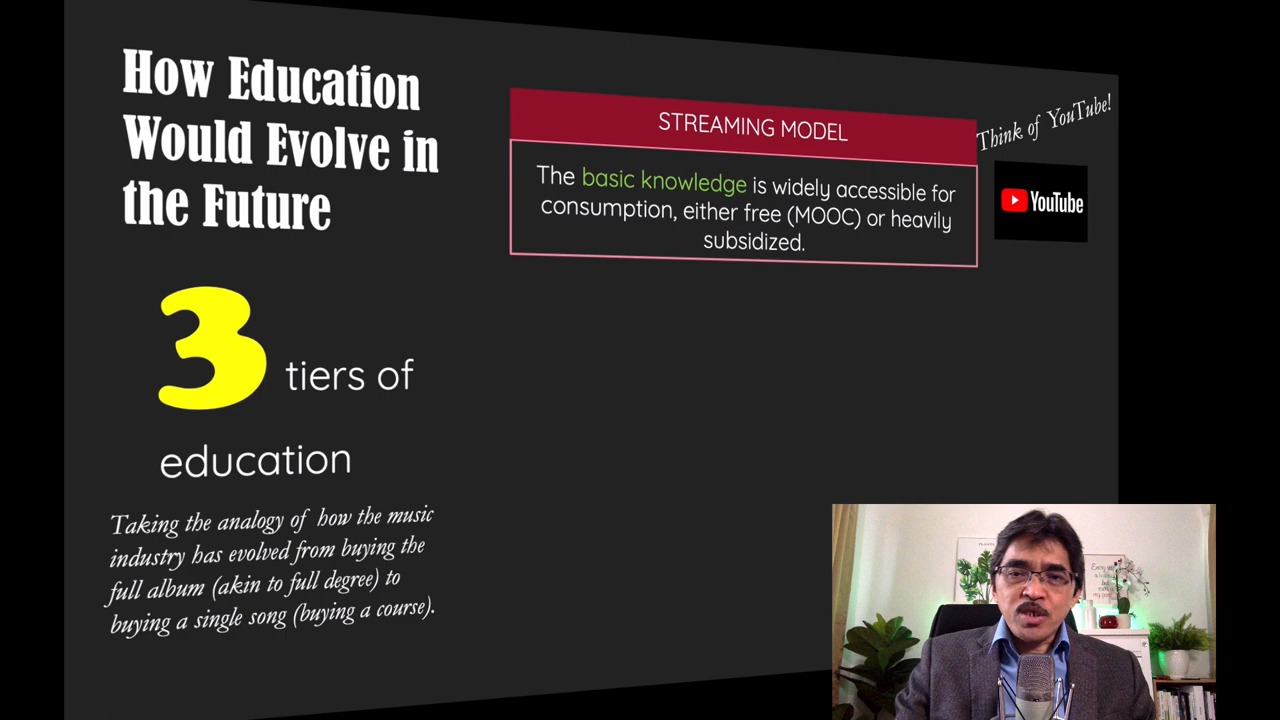 How Education
Would Evolve in
the Future
3 tiers of
education
Taking the analogy of how the music
industry has evolved from buying the
full album (akin to full degree) to
buying a single song (buying a course).
STREAMING MODEL
The basic knowledge is widely accessible for
consumption, either free (MOOC) or heavily
subsidized.
Think of YouTube!
YouTube